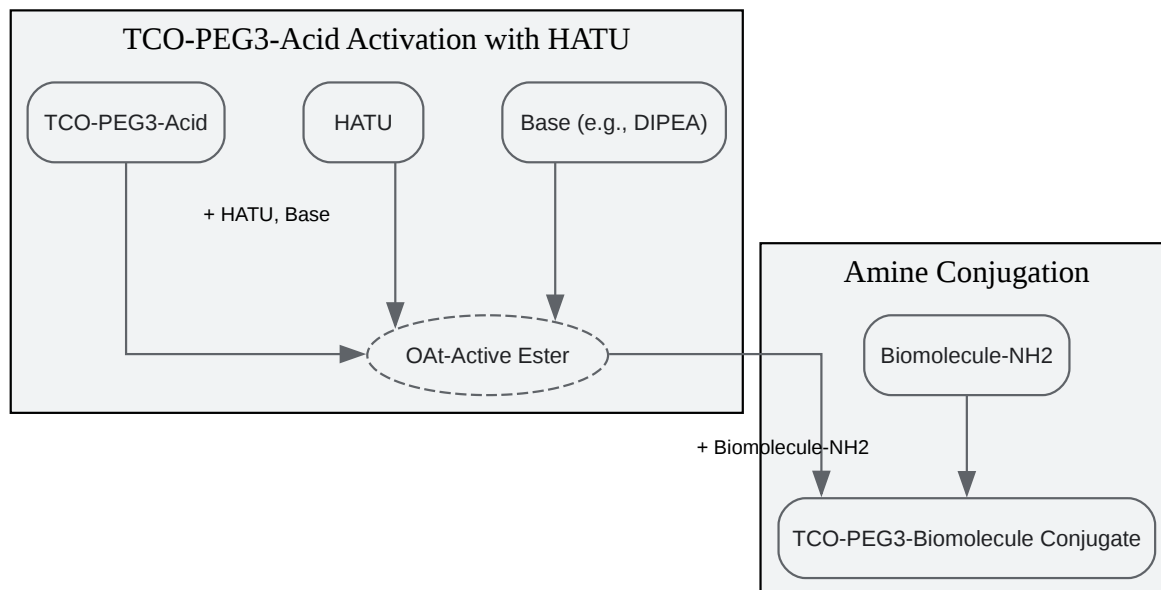 TCO-PEG3-Acid Activation with HATU
TCO-PEG3-Acid
HATU
Base (e.g., DIPEA)
+ HATU, Base
OAt-Active Ester
Amine Conjugation
Biomolecule-NH2
+ Biomolecule-NH2
TCO-PEG3-Biomolecule Conjugate